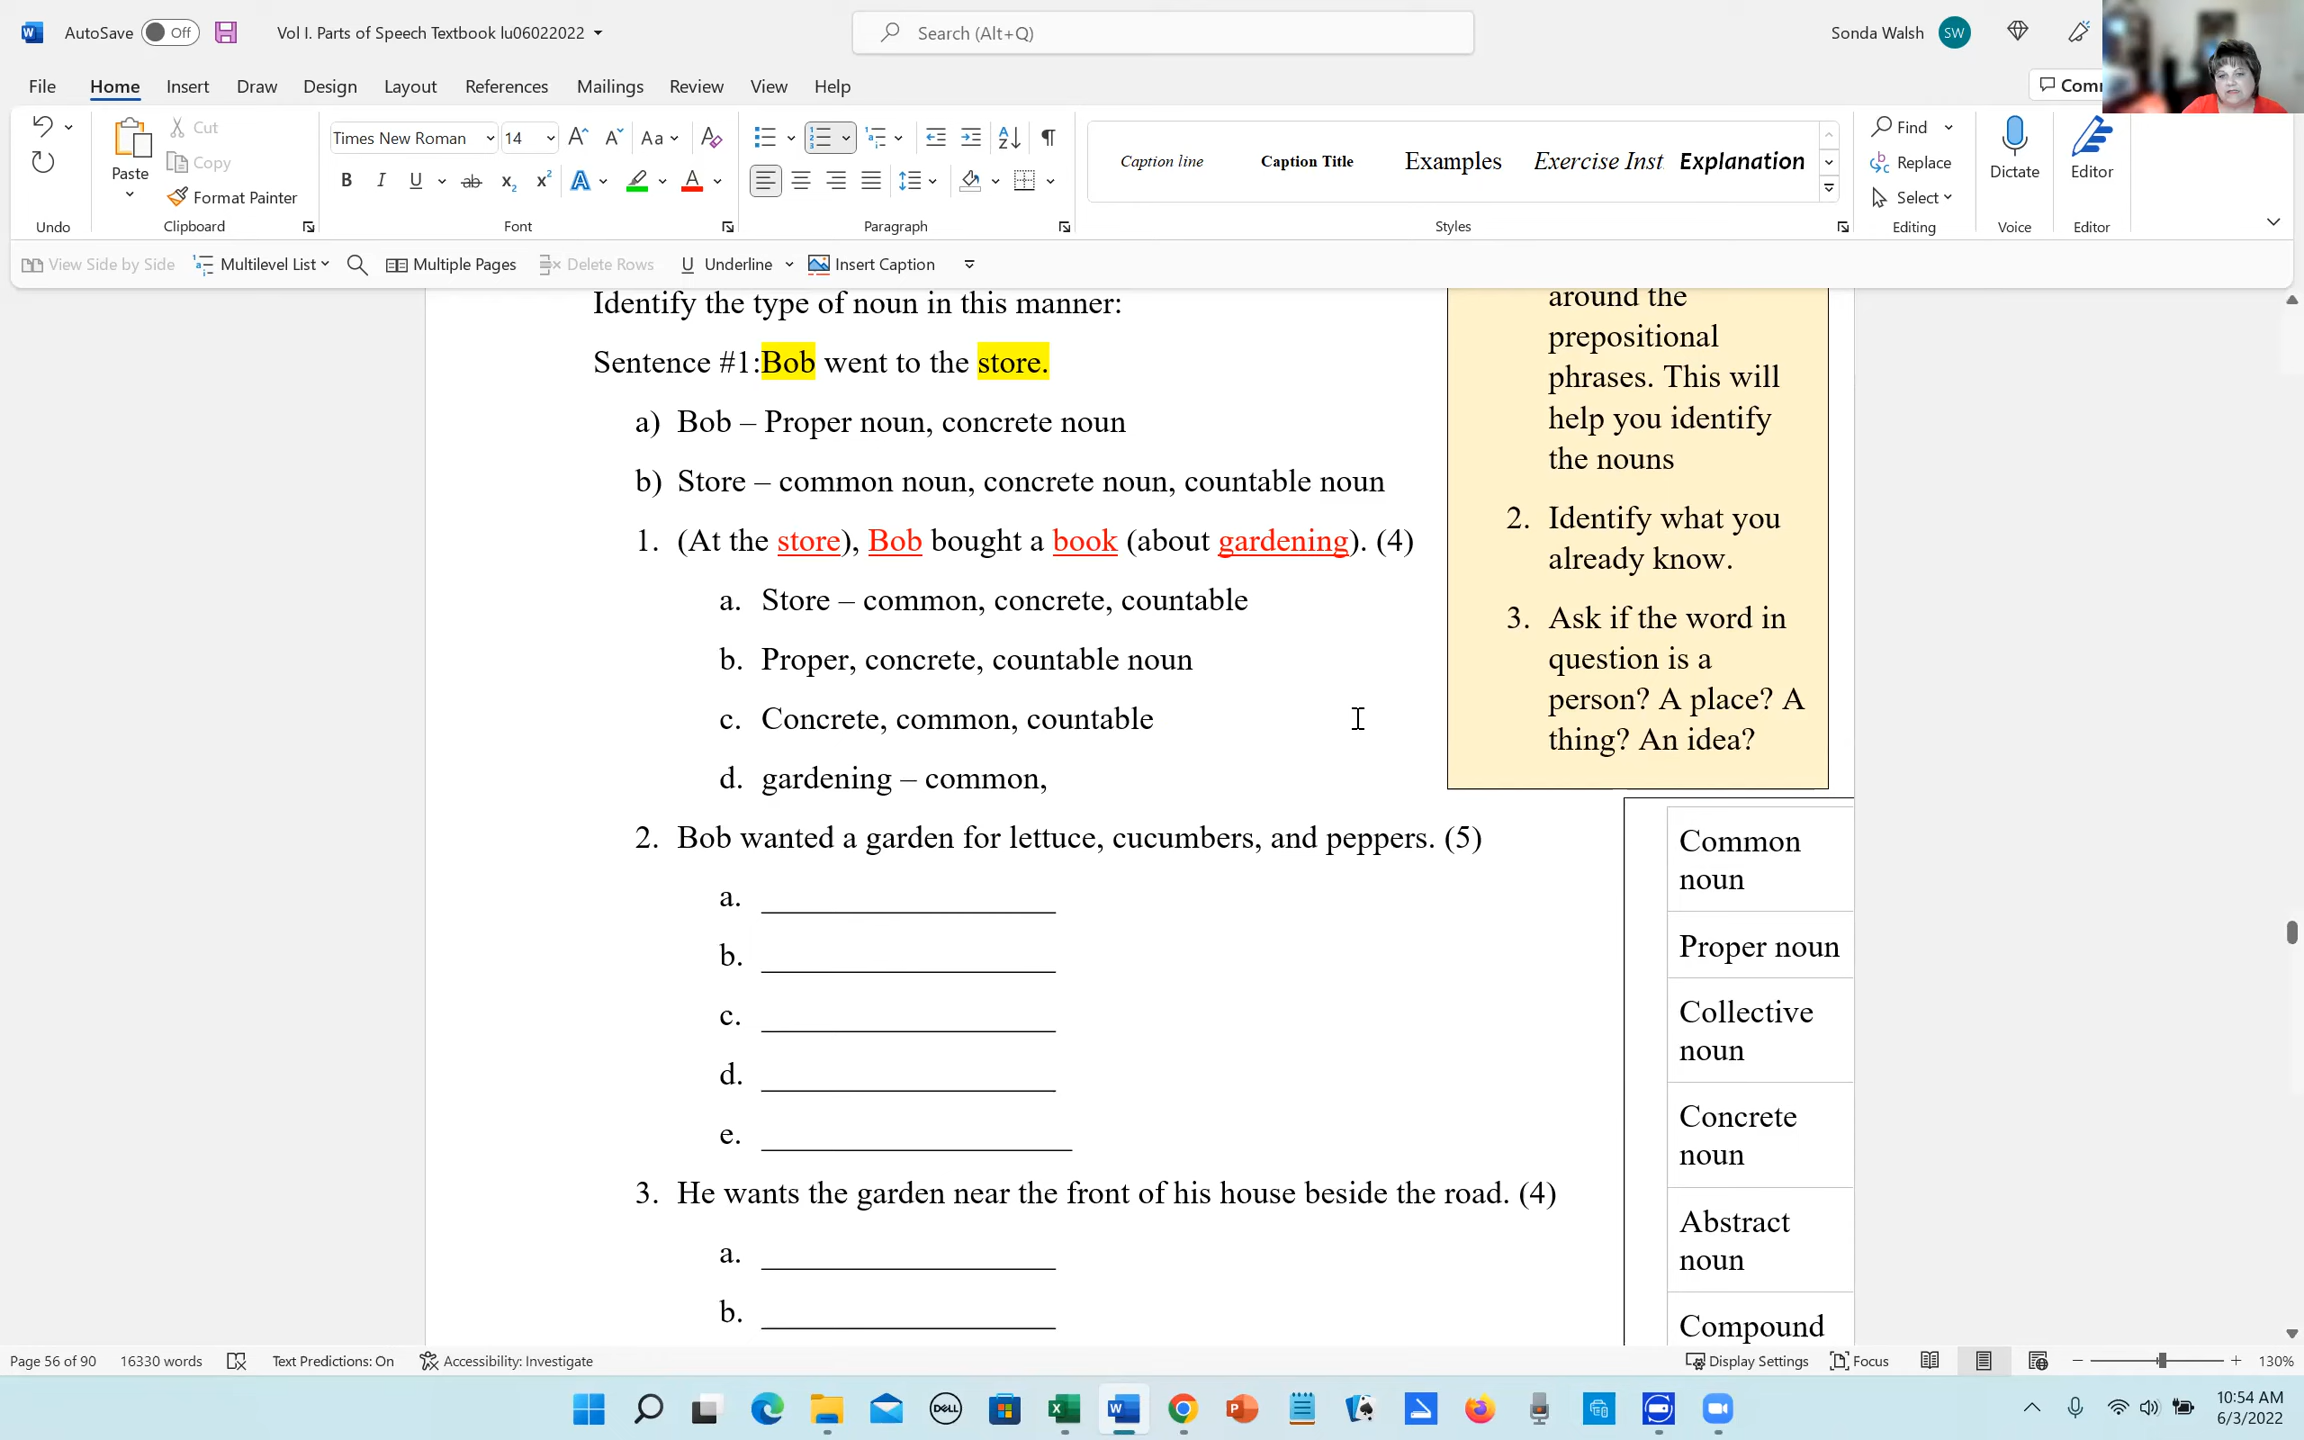 AutoSave Off Vol I. Parts of Speech Textbook lu06022022 Search (Alt+Q) Sonda Walsh SW
File Home Insert Draw Design Layout References Mailings Review View Help
Undo
Paste Cut Copy Format Painter
Clipboard
Times New Roman 14
Font
Paragraph
Caption line Caption Title Examples Exercise Inst Explanation
Styles
Find
Replace
Select
Editing
Dictate
Voice
Editor
Editor
View Side by Side Multilevel List Multiple Pages Delete Rows Underline Insert Caption
Identify the type of noun in this manner:
Sentence #1:Bob went to the store.
a) Bob – Proper noun, concrete noun
b) Store – common noun, concrete noun, countable noun
1. (At the store), Bob bought a book (about gardening). (4)
a. Store – common, concrete, countable
b. Proper, concrete, countable noun
c. Concrete, common, countable
d. gardening – common,
2. Bob wanted a garden for lettuce, cucumbers, and peppers. (5)
a.
b.
c.
d.
e.
3. He wants the garden near the front of his house beside the road. (4)
a.
b.
around the
prepositional
phrases. This will
help you identify
the nouns
2. Identify what you
already know.
3. Ask if the word in
question is a
person? A place? A
thing? An idea?
Common
noun
Proper noun
Collective
noun
Concrete
noun
Abstract
noun
Compound
Page 56 of 90 16330 words Text Predictions: On Accessibility: Investigate Display Settings Focus 130%
DELL
10:54 AM
6/3/2022